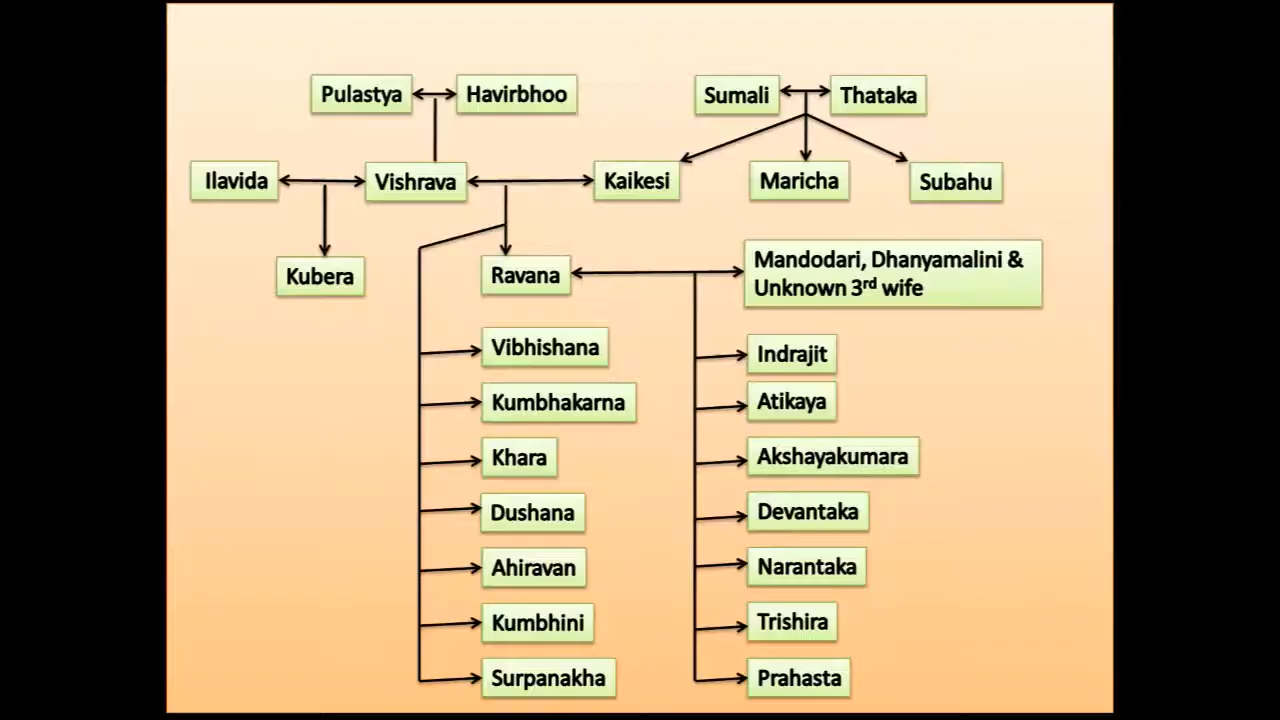 Pulastya
Havirbhoo
Sumali
Thataka
Ilavida
Vishrava
Kaikesi
Maricha
Subahu
Kubera
Ravana
Mandodari, Dhanyamalini &
Unknown 3rd wife
Vibhishana
Indrajit
Kumbhakarna
Atikaya
Khara
Akshayakumara
Dushana
Devantaka
Ahiravan
Narantaka
Kumbhini
Trishira
Surpanakha
Prahasta